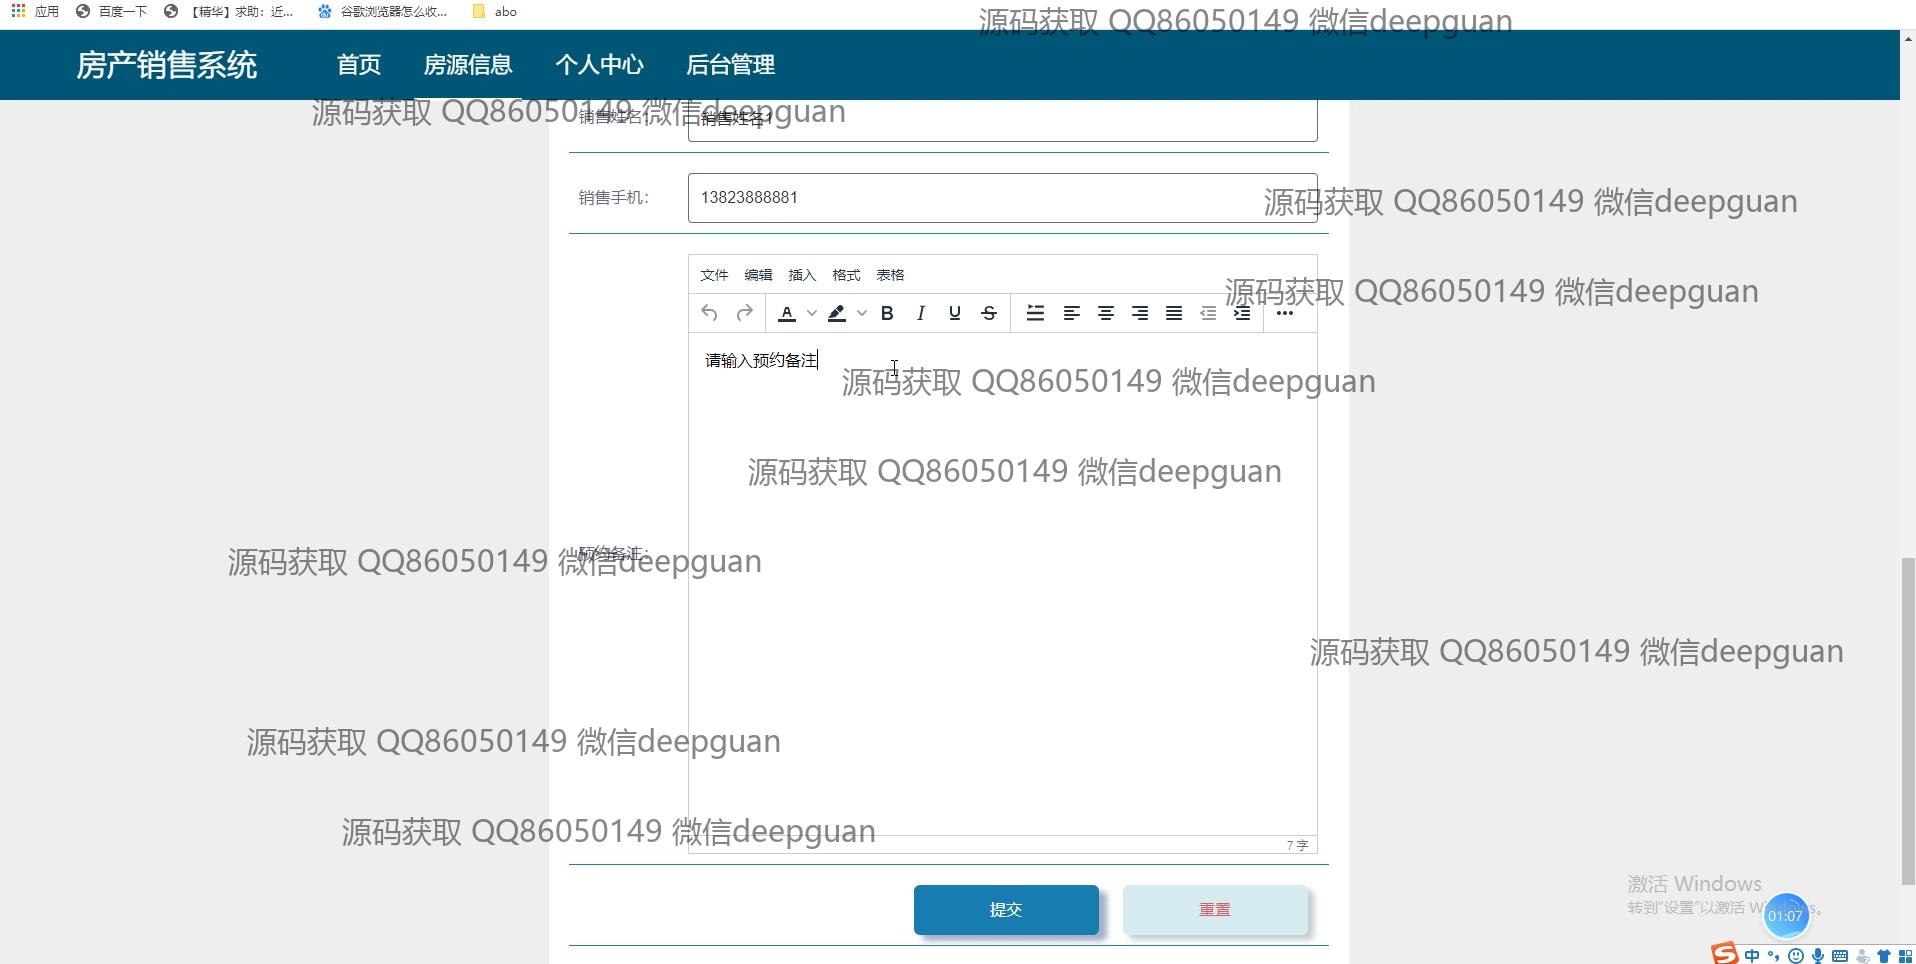 应用 百度一下 【精华】求助：近... 谷歌浏览器怎么收... abo
源码获取 QQ86050149 微信deepguan
房产销售系统 首页 房源信息 个人中心 后台管理
源码获取 QQ86050149 微信deepguan
销售姓名： 销售姓名1
销售手机： 13823888881
源码获取 QQ86050149 微信deepguan
文件 编辑 插入 格式 表格
源码获取 QQ86050149 微信deepguan
A B I U S
请输入预约备注
源码获取 QQ86050149 微信deepguan
源码获取 QQ86050149 微信deepguan
预约备注：
源码获取 QQ86050149 微信deepguan
源码获取 QQ86050149 微信deepguan
源码获取 QQ86050149 微信deepguan
源码获取 QQ86050149 微信deepguan
7 字
提交 重置
激活 Windows
转到"设置"以激活 Windows。
01:07
S 中